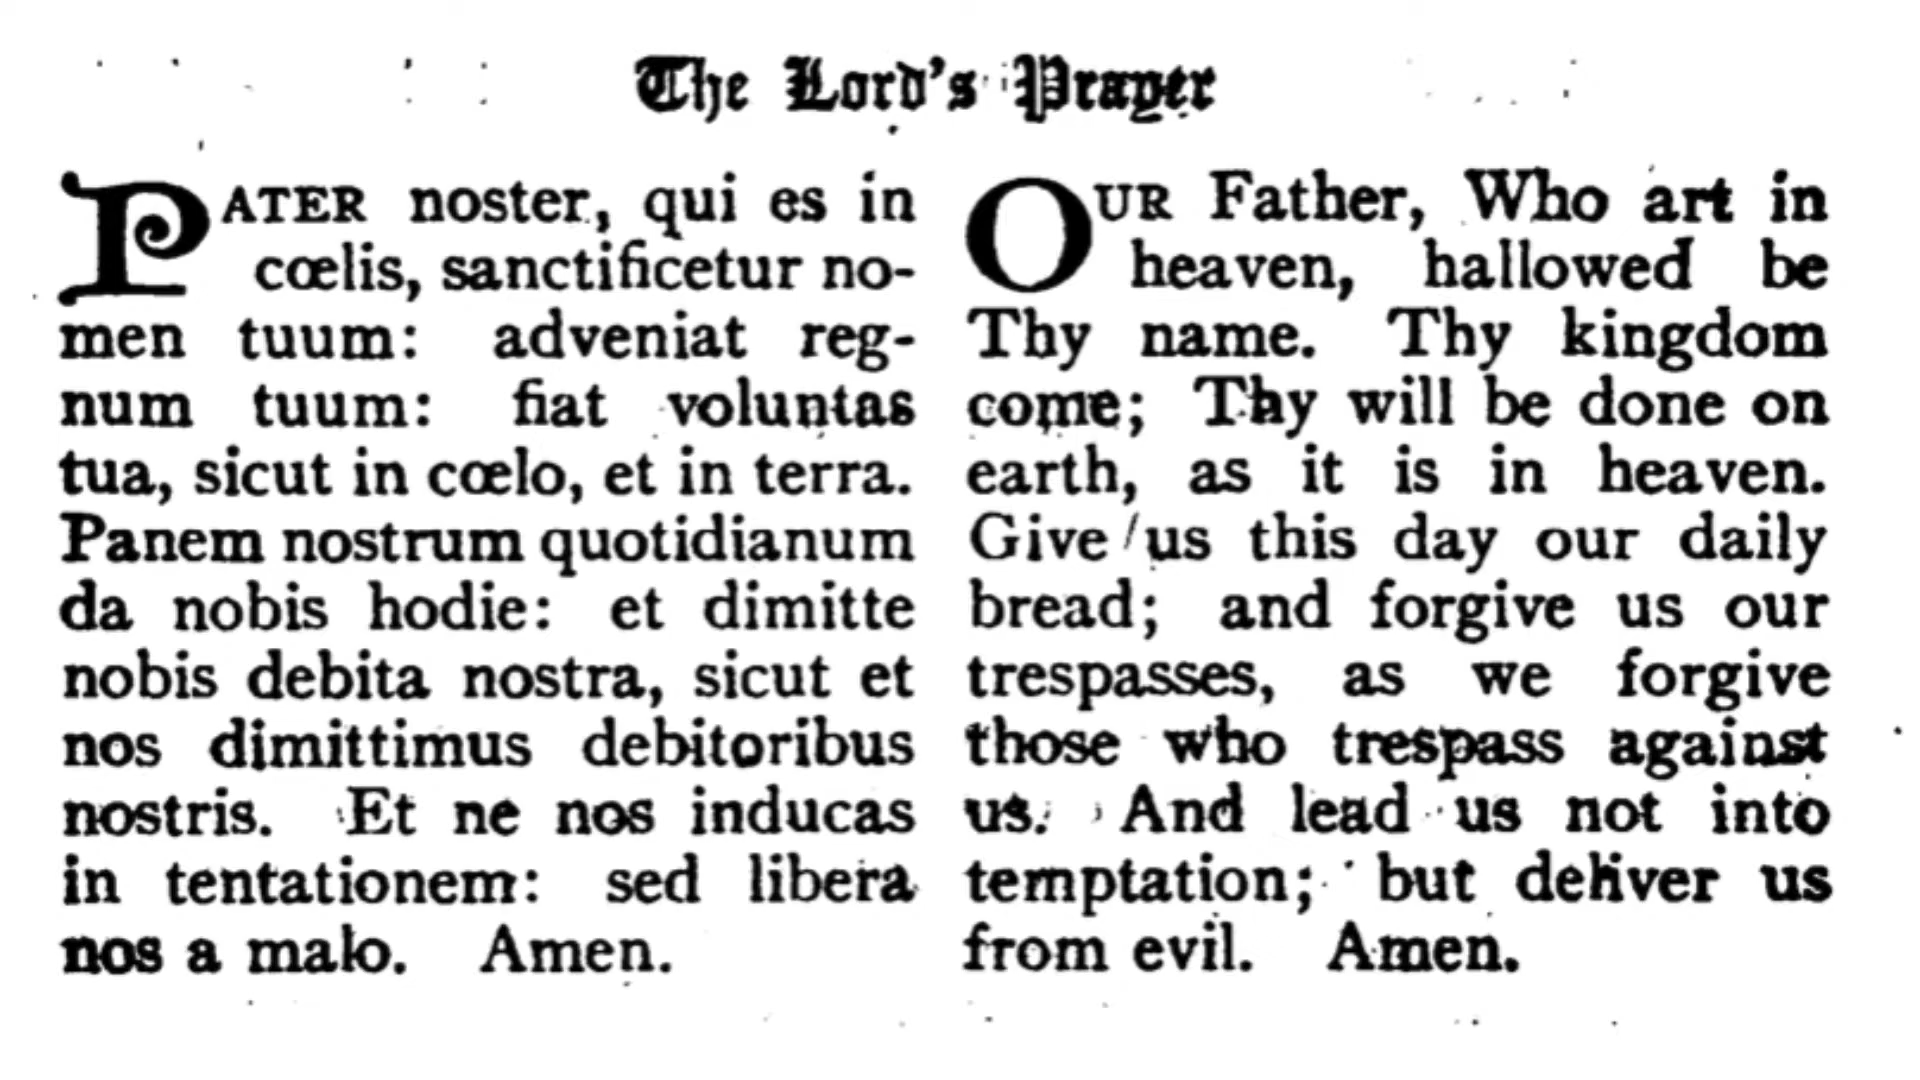 The Lord's Prayer
PATER noster, qui es in
cœlis, sanctificetur no-
men tuum: adveniat reg-
num tuum: fiat voluntas
tua, sicut in cœlo, et in terra.
Panem nostrum quotidianum
da nobis hodie: et dimitte
nobis debita nostra, sicut et
nos dimittimus debitoribus
nostris. Et ne nos inducas
in tentationem: sed libera
nos a malo. Amen.
OUR Father, Who art in
heaven, hallowed be
Thy name. Thy kingdom
come; Thy will be done on
earth, as it is in heaven.
Give us this day our daily
bread; and forgive us our
trespasses, as we forgive
those who trespass against
us. And lead us not into
temptation; but deliver us
from evil. Amen.